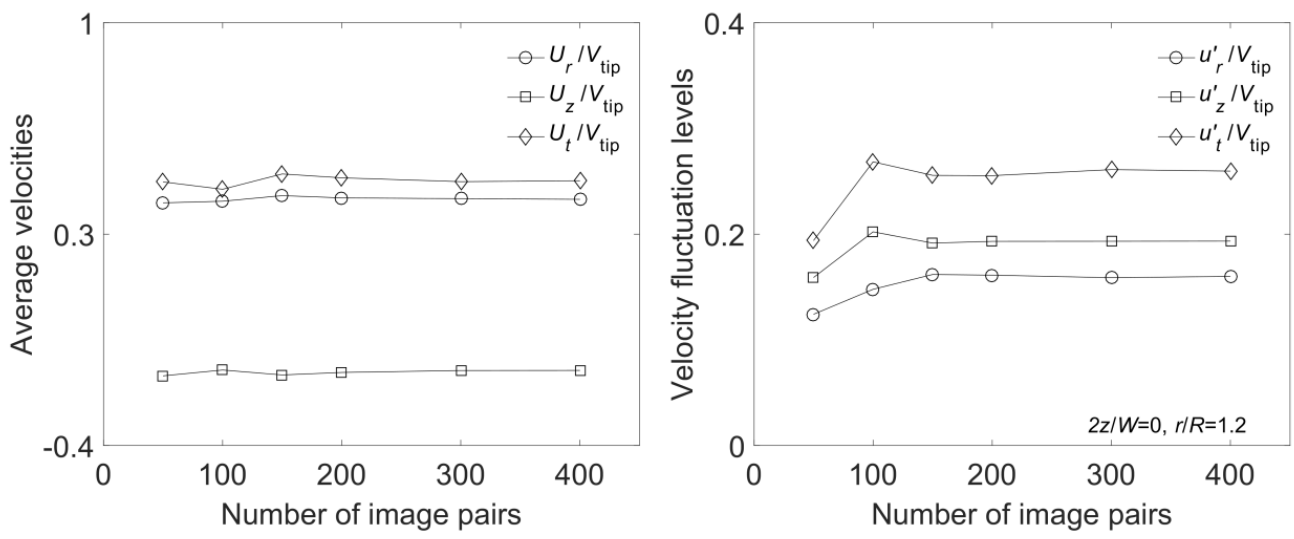 Average velocities
1
0.3
-0.4
U_r/V_tip
U_z/V_tip
U_t/V_tip
0 100 200 300 400
Number of image pairs
Velocity fluctuation levels
0.4
0.2
0
u'_r/V_tip
u'_z/V_tip
u'_t/V_tip
2z/W=0, r/R=1.2
0 100 200 300 400
Number of image pairs